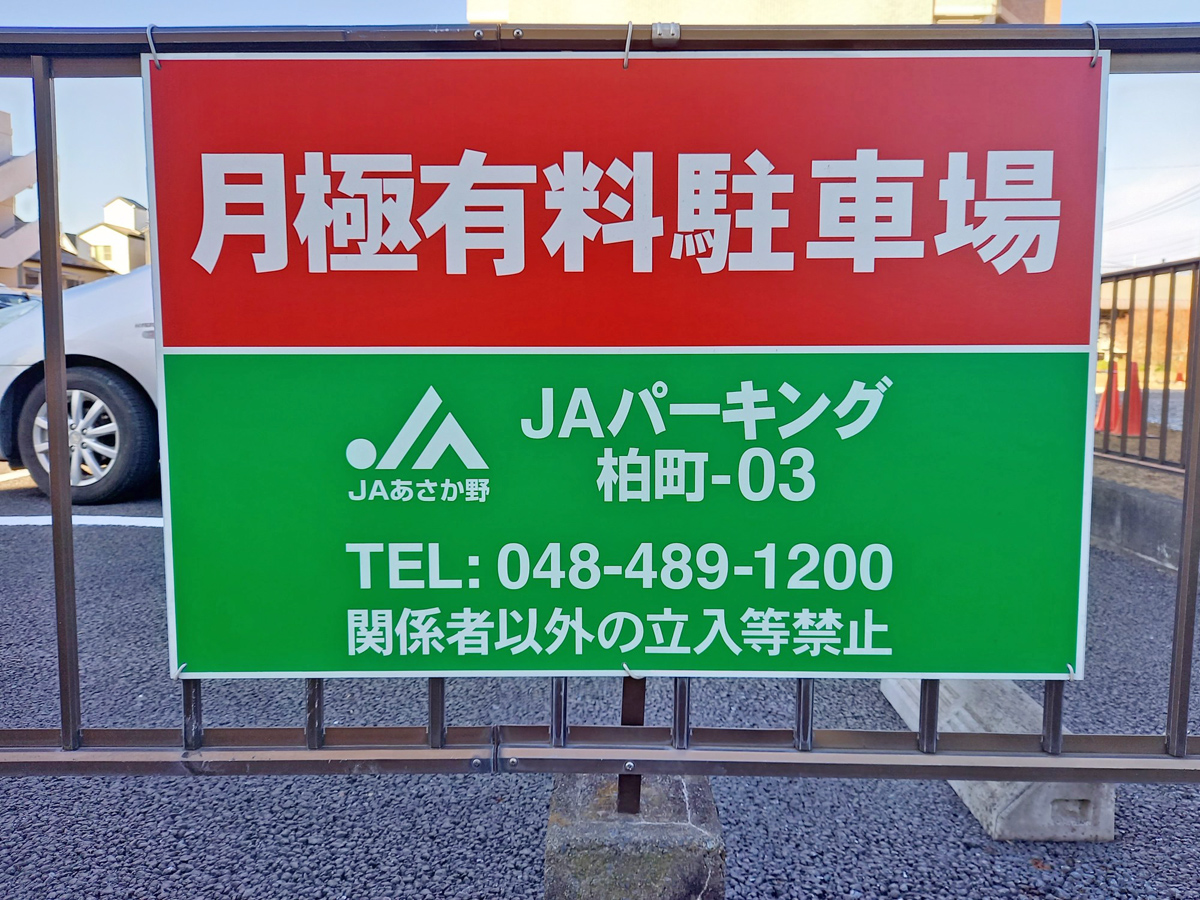 月極有料駐車場
JAパーキング
柏町-03
JAあさか野
TEL: 048-489-1200
関係者以外の立入等禁止